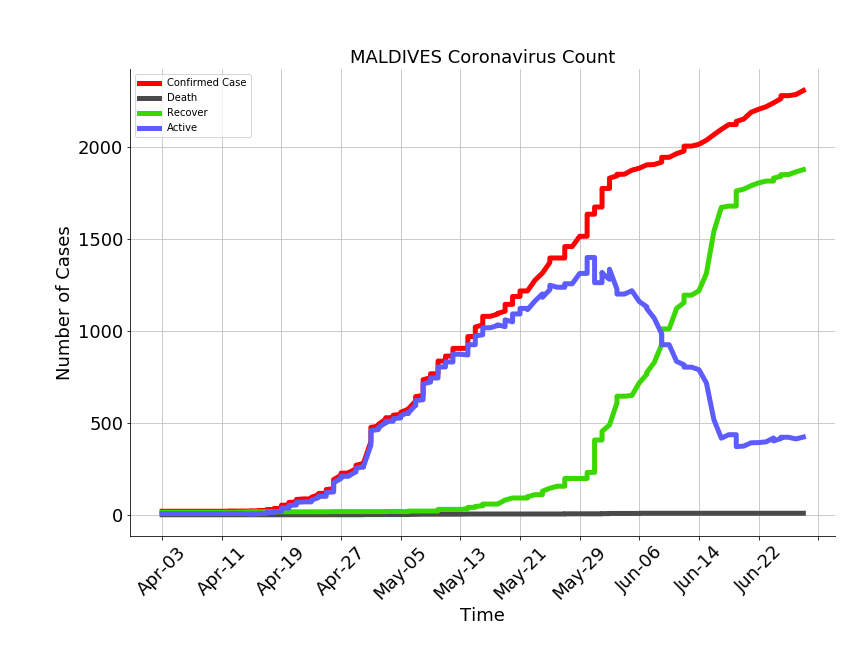 MALDIVES Coronavirus Count
Confirmed Case
Death
Recover
Active
Number of Cases
2000
1500
1000
500
0
Apr-03
Apr-11
Apr-19
Apr-27
May-05
May-13
May-21
May-29
Jun-06
Jun-14
Jun-22
Time